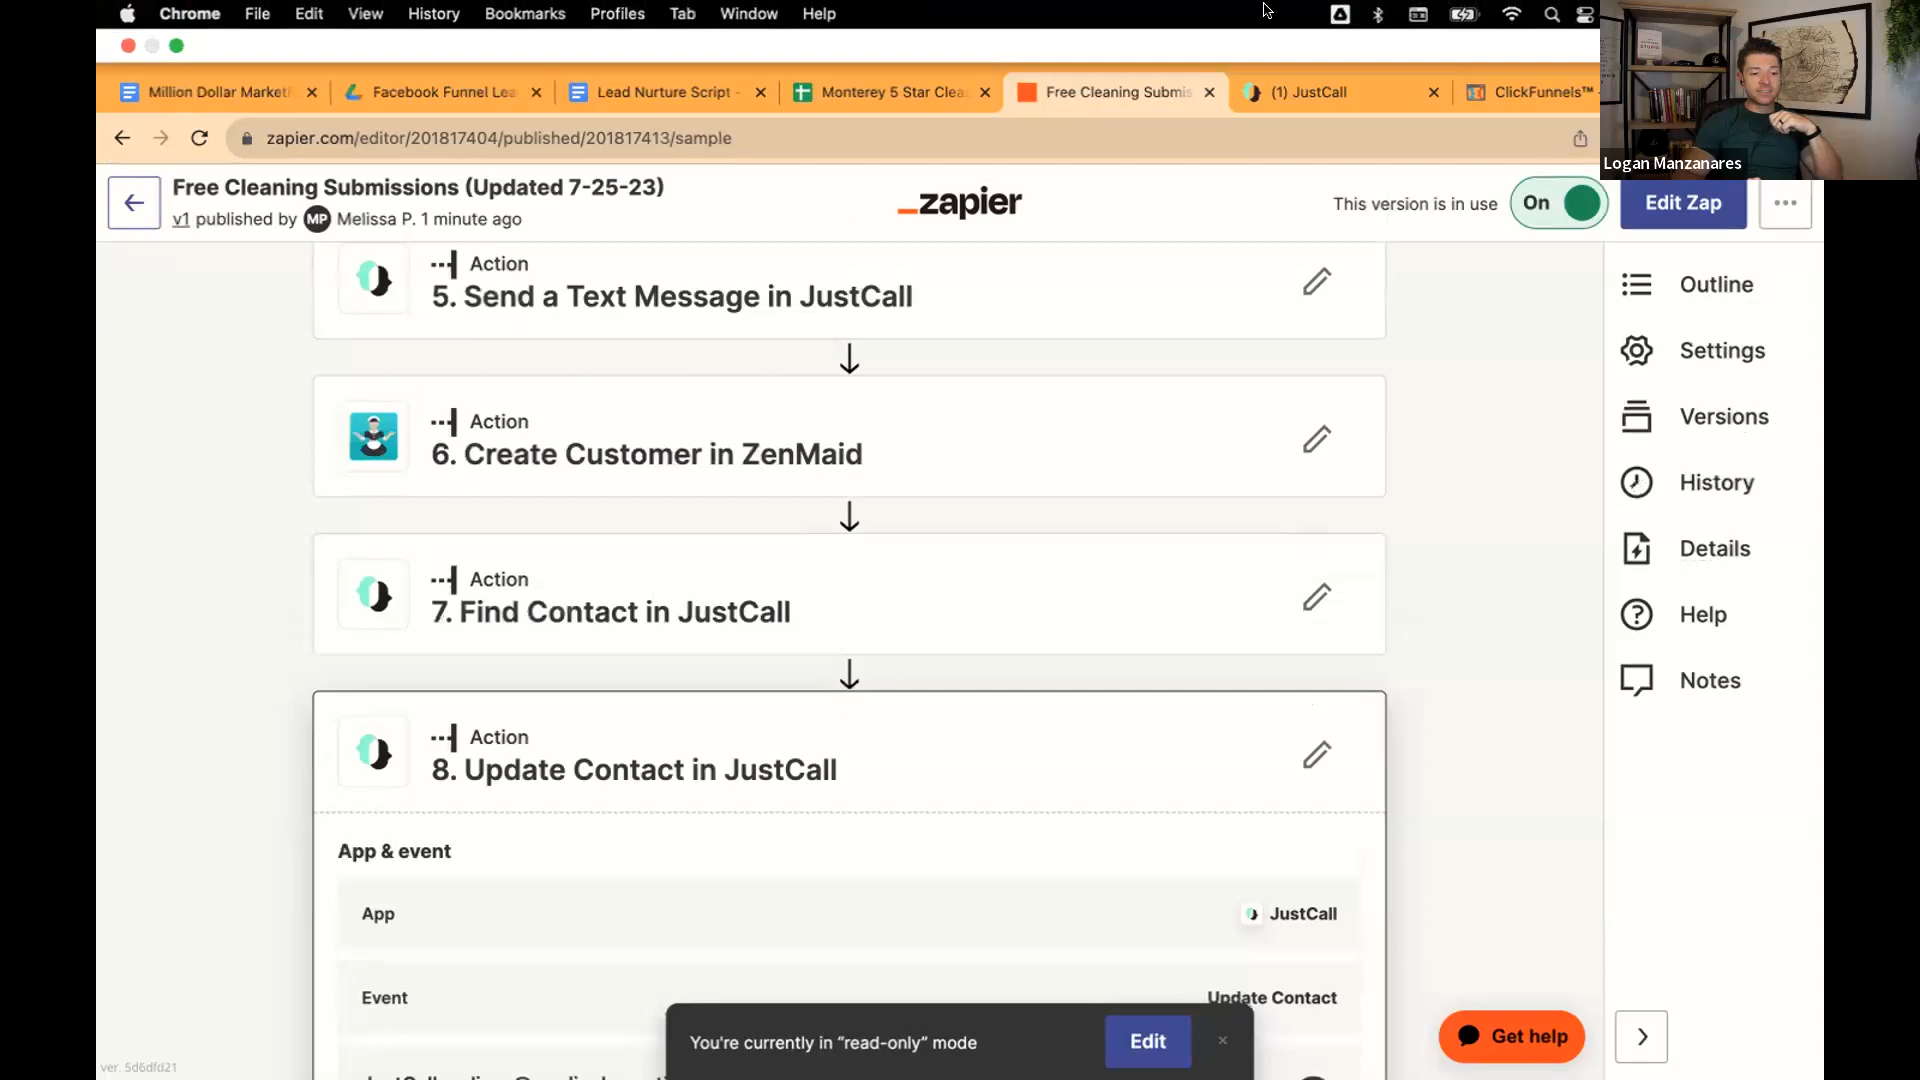 Chrome File Edit View History Bookmarks Profiles Tab Window Help
Million Dollar Market Facebook Funnel Lea Lead Nurture Script - Monterey 5 Star Clea Free Cleaning Submis (1) JustCall ClickFunnels™
zapier.com/editor/201817404/published/201817413/sample
Logan Manzanares
Free Cleaning Submissions (Updated 7-25-23)
v1 published by MP Melissa P. 1 minute ago
_zapier
This version is in use On Edit Zap
Action
5. Send a Text Message in JustCall
Action
6. Create Customer in ZenMaid
Action
7. Find Contact in JustCall
Action
8. Update Contact in JustCall
App & event
App JustCall
Event Update Contact
Outline
Settings
Versions
History
Details
Help
Notes
You're currently in “read-only” mode Edit
Get help
ver. 5d6dfd21